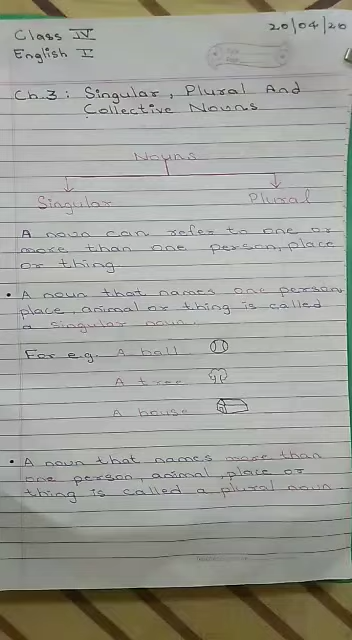 Class IV
20/04/20
English I
Ch.3: Singular, Plural And
Collective Nouns
Nouns
Singular Plural
A noun can refer to one or
more than one person, place
or thing
• A noun that names one person,
place, animal or thing is called
a singular noun.
For e.g. A ball
A tree
A house
• A noun that names more than
one person, animal, place or
thing is called a plural noun